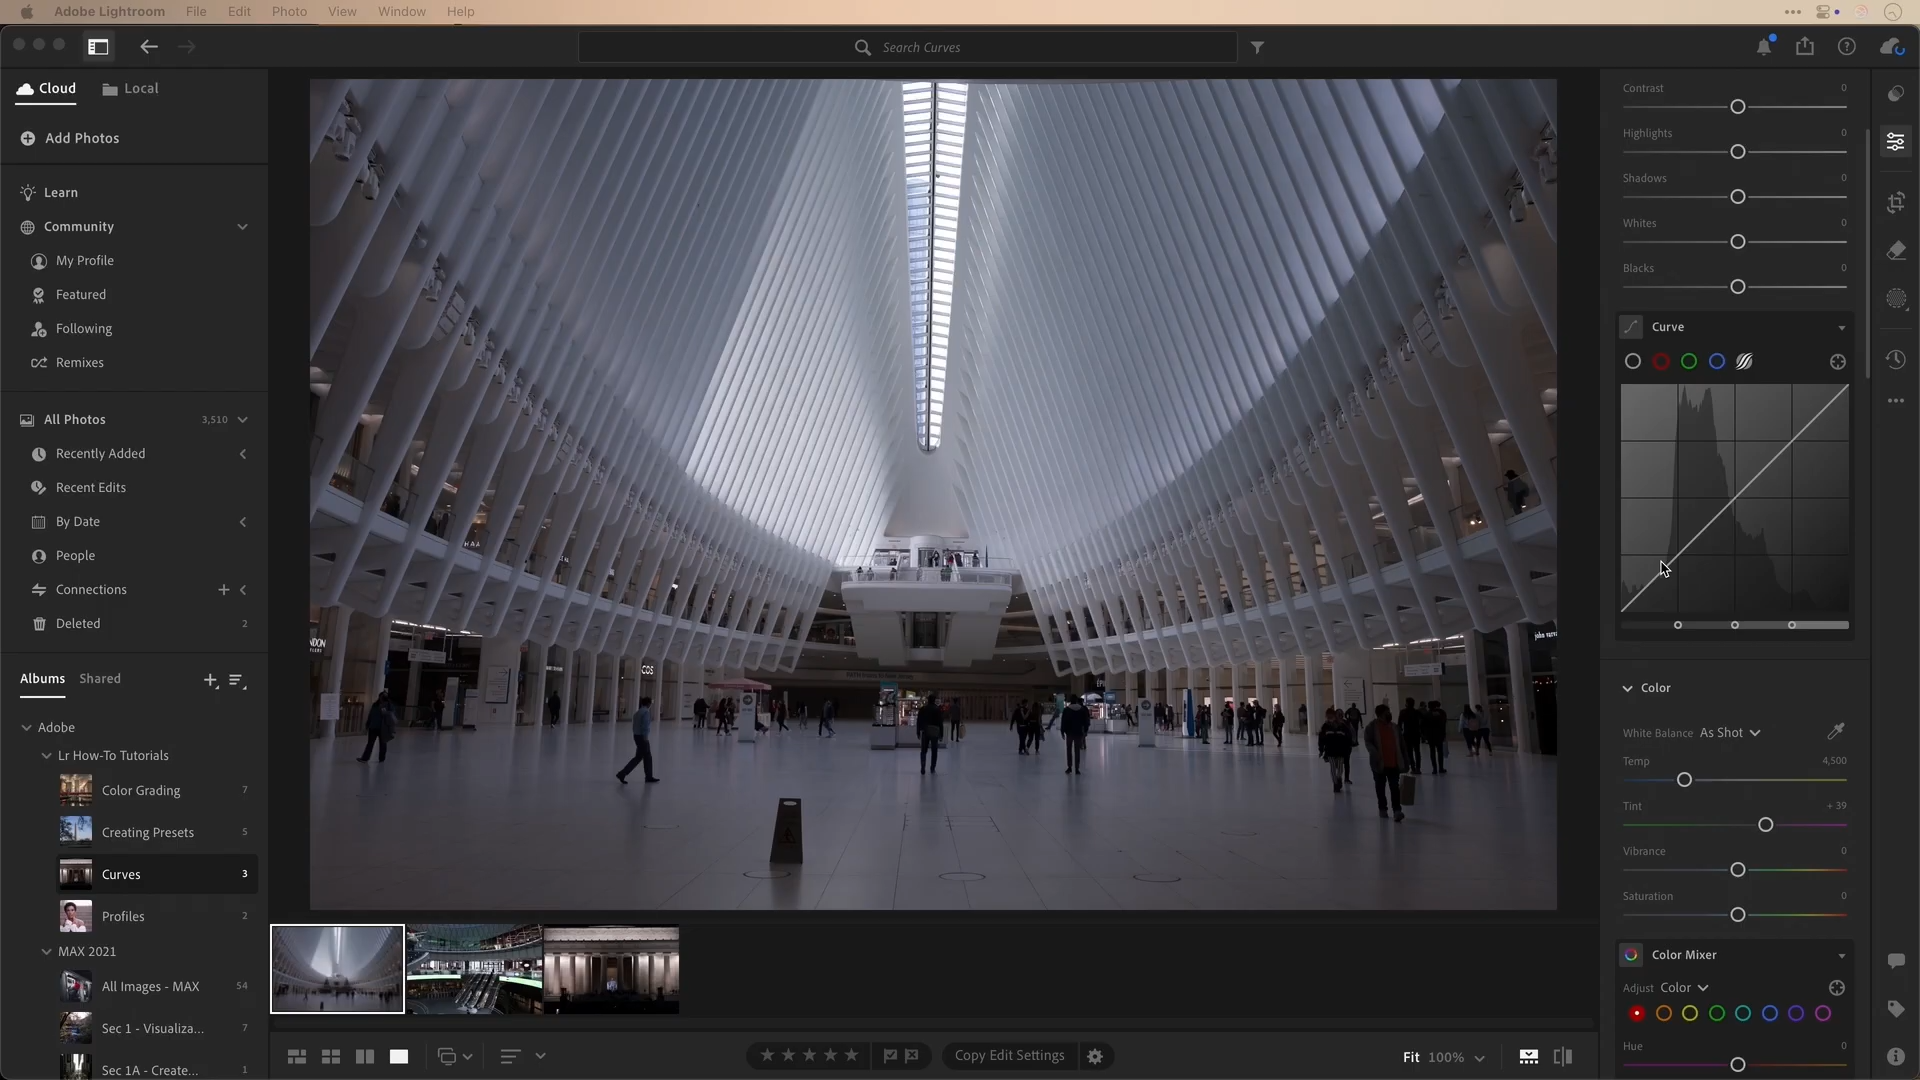 Adobe Lightroom File Edit Photo View Window Help
Search Curves
Cloud Local
Add Photos
Learn
Community
My Profile
Featured
Following
Remixes
All Photos 3,510
Recently Added
Recent Edits
By Date
People
Connections
Deleted 2
Albums Shared
Adobe
Lr How-To Tutorials
Color Grading 7
Creating Presets 5
Curves 3
Profiles 2
MAX 2021
All Images - MAX 54
Sec 1 - Visualiza... 7
Sec 1A - Create... 1
COS
Copy Edit Settings
Fit 100%
Contrast 0
Highlights 0
Shadows 0
Whites 0
Blacks 0
Curve
Color
White Balance As Shot
Temp 4,500
Tint + 39
Vibrance 0
Saturation 0
Color Mixer
Adjust Color
Hue 0